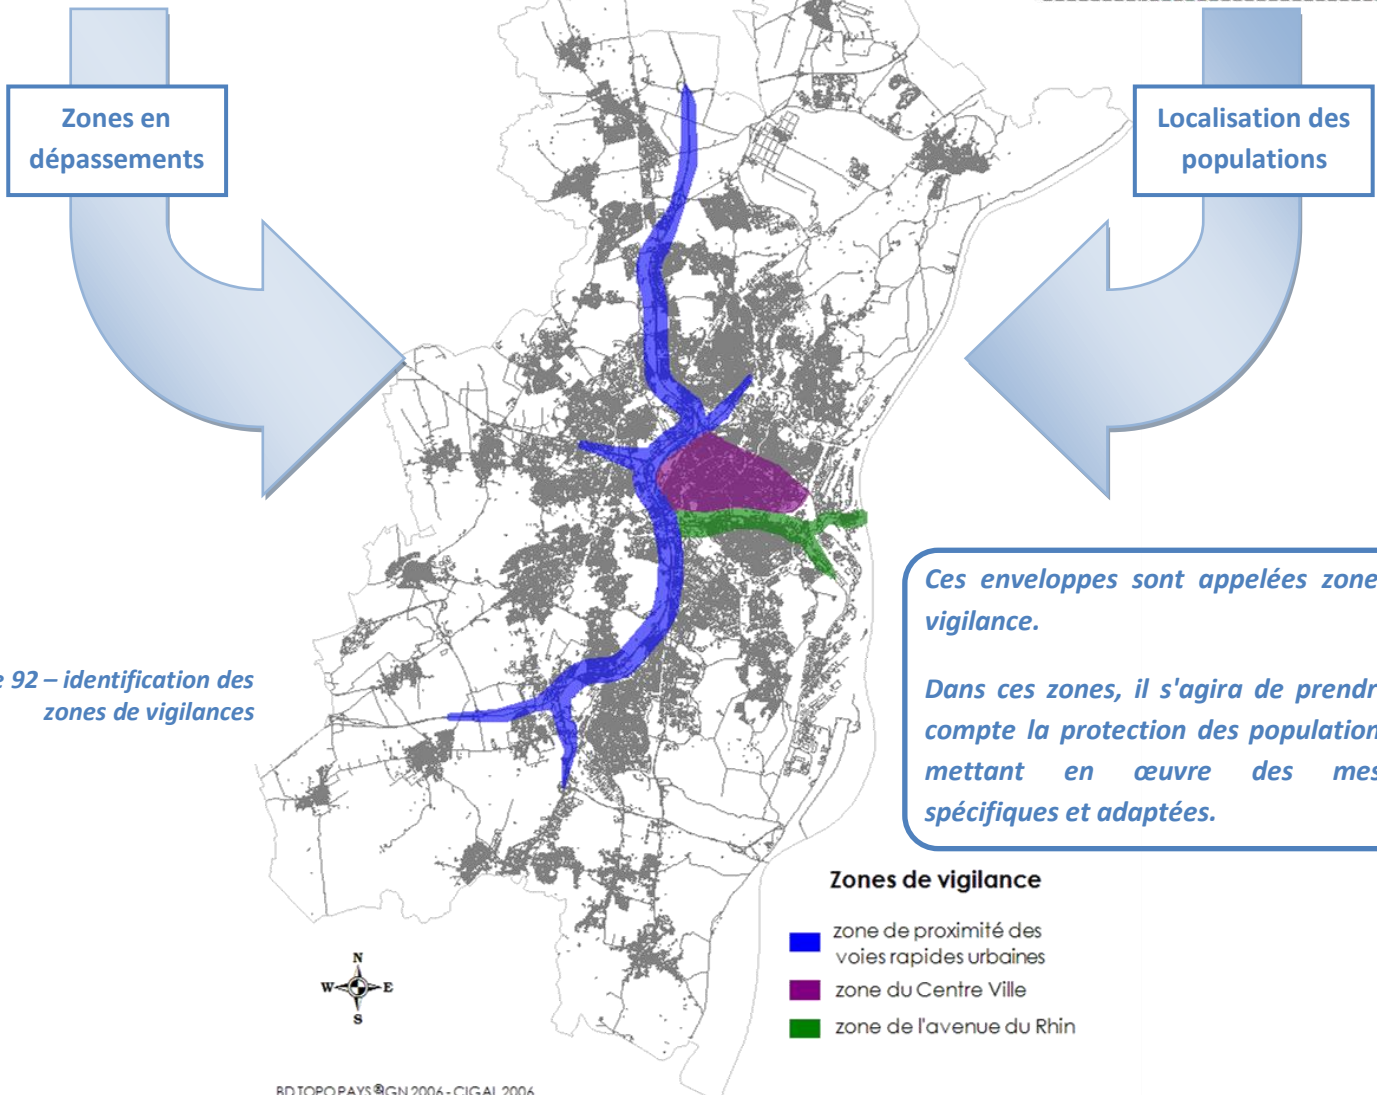 Zones en
dépassements
Localisation des
populations
Ces enveloppes sont appelées zone
vigilance.
Dans ces zones, il s'agira de prendr
compte la protection des population
mettant en œuvre des mes
spécifiques et adaptées.
e 92 – identification des
zones de vigilances
Zones de vigilance
zone de proximité des
voies rapides urbaines
zone du Centre Ville
zone de l'avenue du Rhin
N
W E
S
BD TOPO PAYS ®IGN 2006 - CIGAL 2006